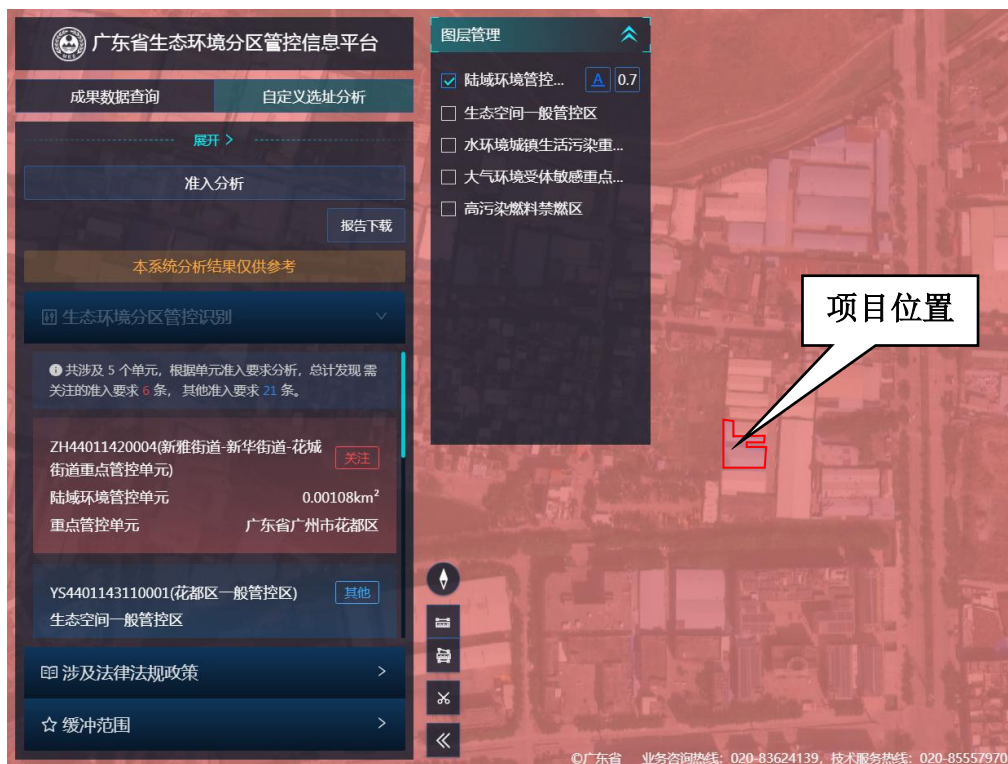 广东省生态环境分区管控信息平台
成果数据查询
自定义选址分析
展开 >
准入分析
报告下载
本系统分析结果仅供参考
生态环境分区管控识别
共涉及 5 个单元，根据单元准入要求分析，总计发现 需
关注的准入要求 6 条， 其他准入要求 21 条。
ZH44011420004(新雅街道-新华街道-花城
街道重点管控单元)
关注
陆域环境管控单元
0.00108km²
重点管控单元
广东省广州市花都区
YS4401143110001(花都区一般管控区)
其他
生态空间一般管控区
涉及法律法规政策
缓冲范围
图层管理
陆域环境管控...
A
0.7
生态空间一般管控区
水环境城镇生活污染重...
大气环境受体敏感重点...
高污染燃料禁燃区
项目位置
©广东省 业务咨询热线：020-83624139，技术服务热线：020-85557970